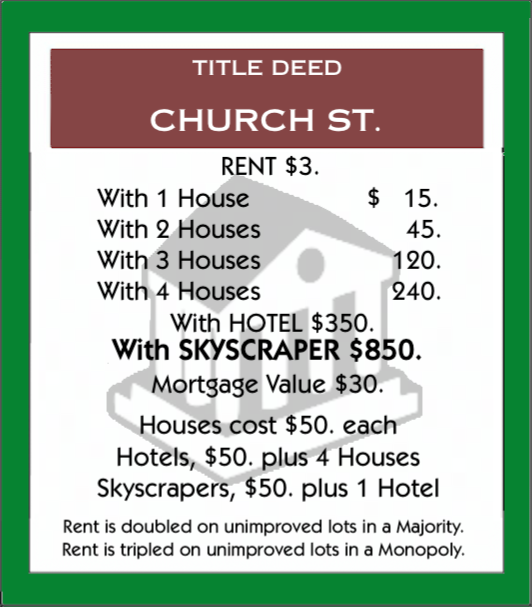 TITLE DEED
CHURCH ST.
RENT $3.
With 1 House $ 15.
With 2 Houses 45.
With 3 Houses 120.
With 4 Houses 240.
With HOTEL $350.
With SKYSCRAPER $850.
Mortgage Value $30.
Houses cost $50. each
Hotels, $50. plus 4 Houses
Skyscrapers, $50. plus 1 Hotel
Rent is doubled on unimproved lots in a Majority.
Rent is tripled on unimproved lots in a Monopoly.